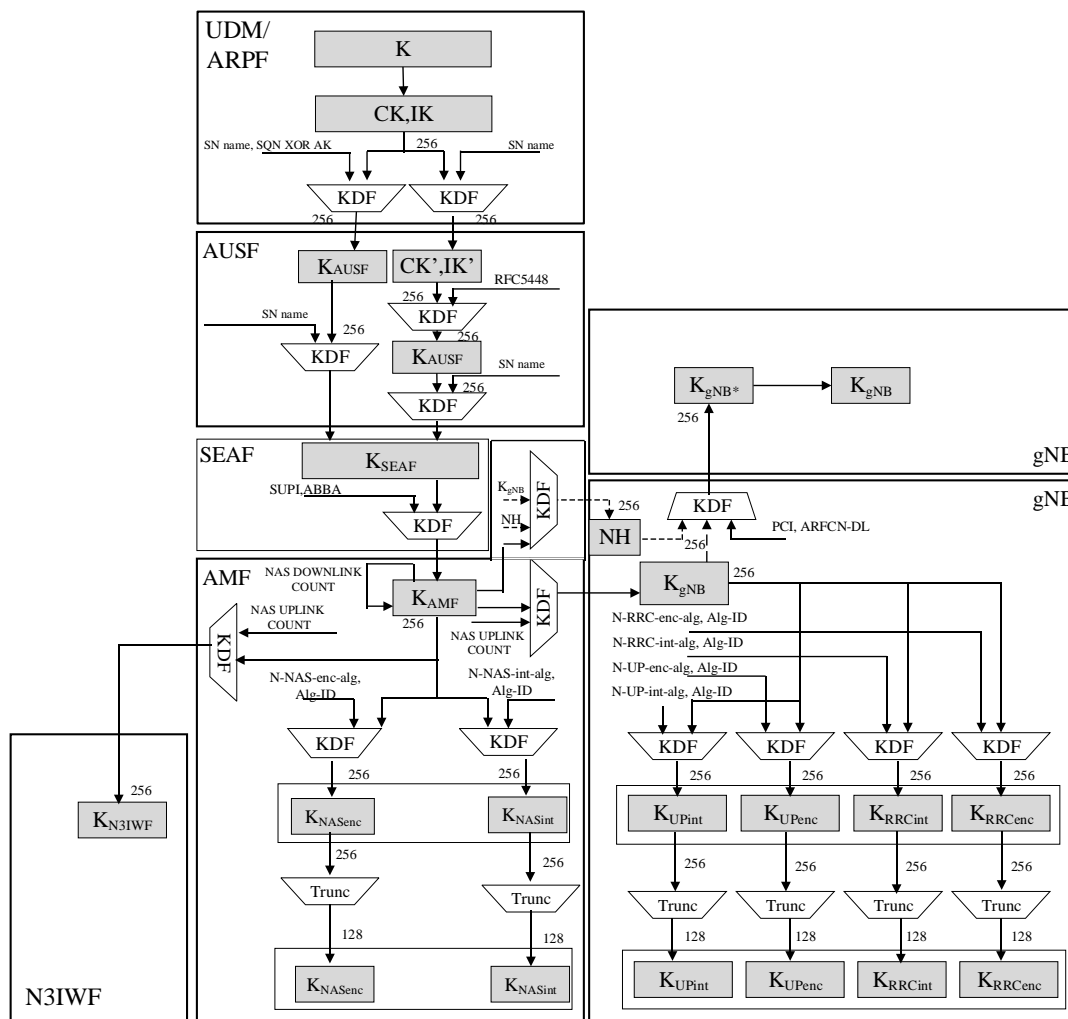 UDM/
ARPF
K
CK,IK
SN name, SQN XOR AK
256
SN name
KDF
KDF
256
256
AUSF
KAUSF
CK’,IK’
RFC5448
256
KDF
SN name
256
256
KDF
KAUSF
SN name
256
KDF
KgNB*
KgNB
256
gNB
SEAF
KSEAF
SUPI,ABBA
KDF
KgNB
NH
KDF
256
NH
KDF
256
PCI, ARFCN-DL
gNB
AMF
NAS DOWNLINK
COUNT
KAMF
256
NAS UPLINK
COUNT
KDF
KgNB
256
NAS UPLINK
COUNT
KDF
N-RRC-enc-alg, Alg-ID
N-RRC-int-alg, Alg-ID
N-UP-enc-alg, Alg-ID
N-UP-int-alg, Alg-ID
N-NAS-enc-alg,
Alg-ID
N-NAS-int-alg,
Alg-ID
KDF
KDF
KDF
KDF
KDF
KDF
256
256
256
256
256
256
256
KN3IWF
KNASenc
KNASint
KUPint
KUPenc
KRRCint
KRRCenc
256
256
256
256
256
256
Trunc
Trunc
Trunc
Trunc
Trunc
Trunc
128
128
128
128
128
128
KNASenc
KNASint
KUPint
KUPenc
KRRCint
KRRCenc
N3IWF